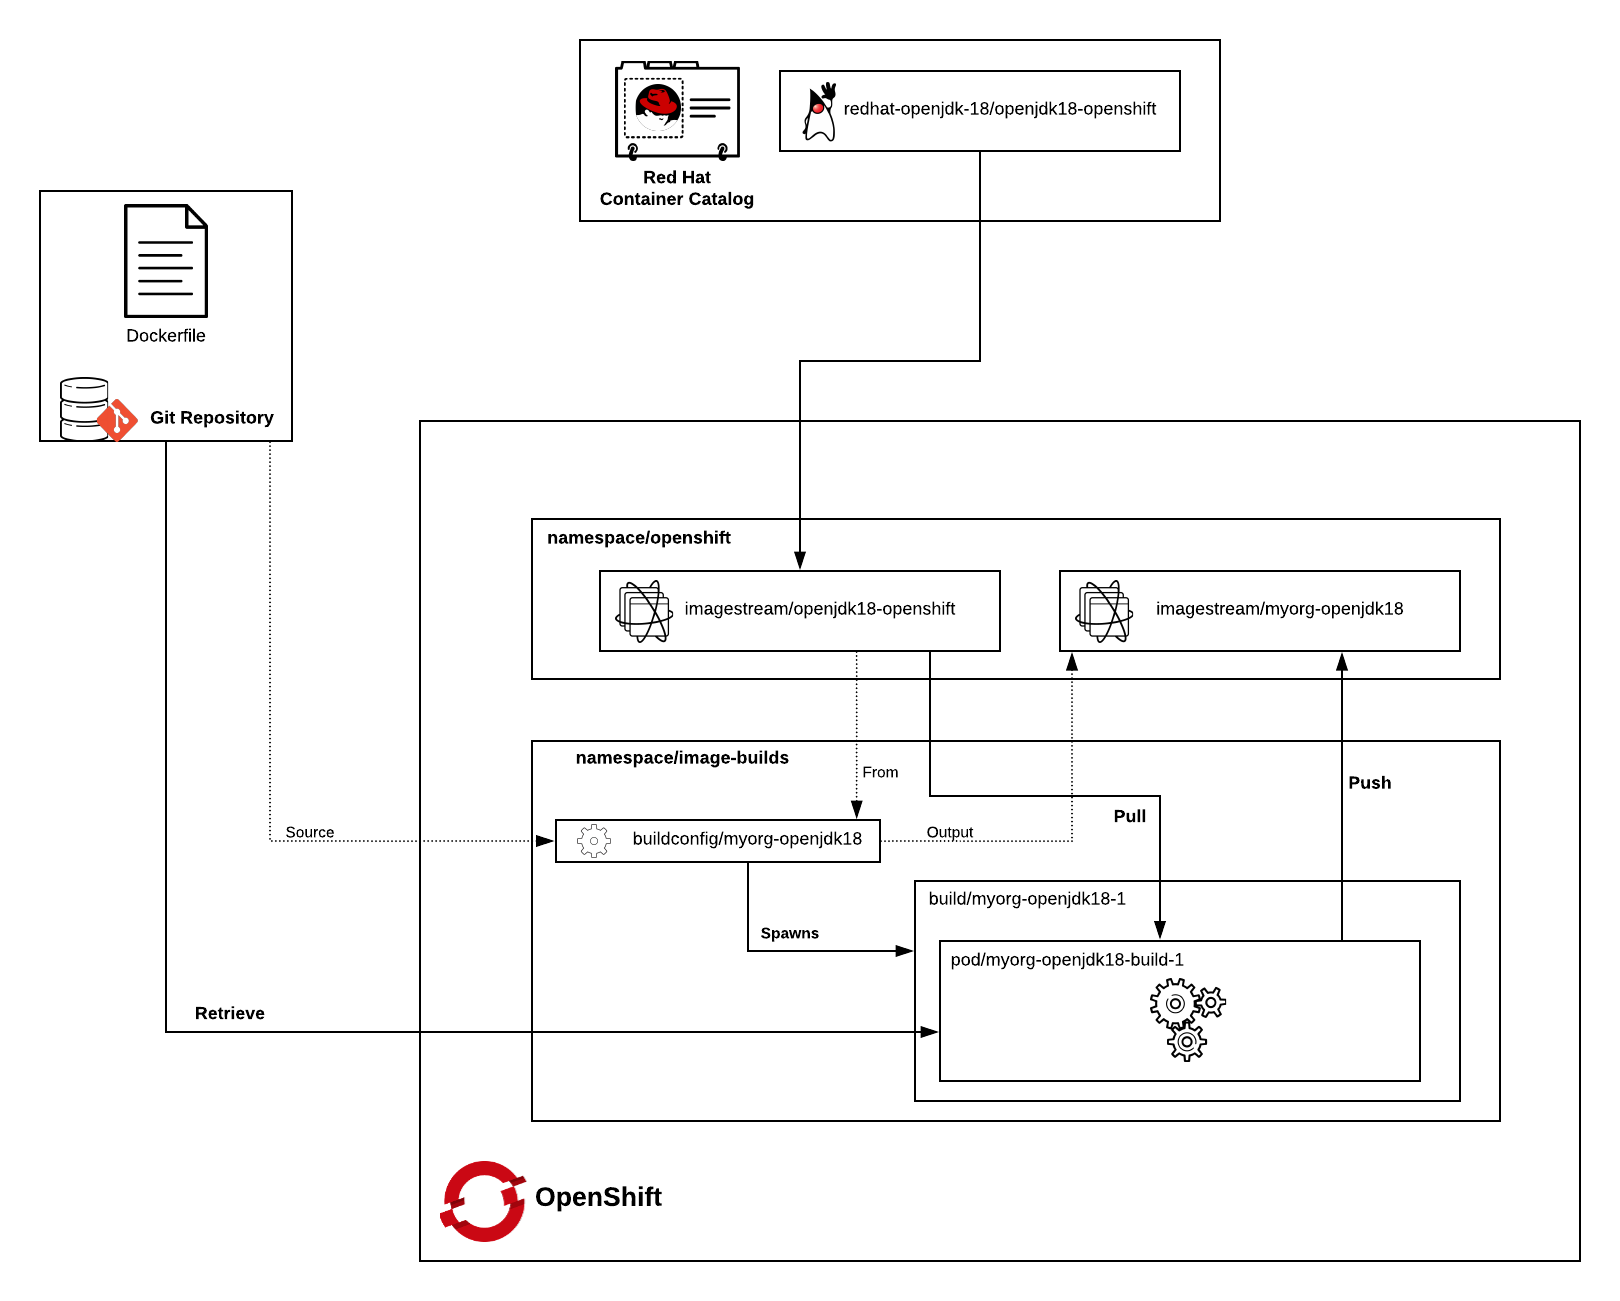 redhat-openjdk-18/openjdk18-openshift
Red Hat
Container Catalog
Dockerfile
Git Repository
namespace/openshift
imagestream/openjdk18-openshift
imagestream/myorg-openjdk18
namespace/image-builds
From
Push
Pull
Source
buildconfig/myorg-openjdk18
Output
build/myorg-openjdk18-1
Spawns
pod/myorg-openjdk18-build-1
Retrieve
OpenShift